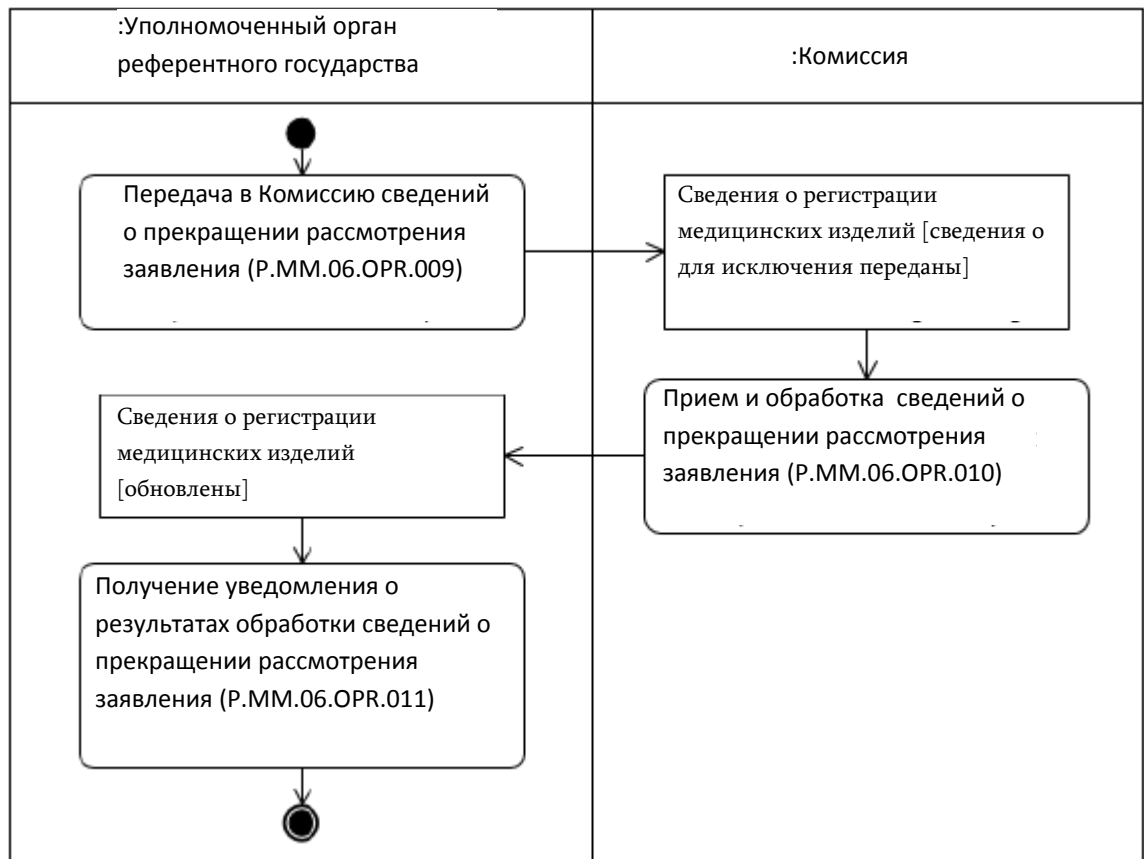 :Уполномоченный орган
референтного государства
:Комиссия
Передача в Комиссию сведений
о прекращении рассмотрения
заявления (P.MM.06.OPR.009)
Сведения о регистрации
медицинских изделий [сведения о
для исключения переданы]
Прием и обработка  сведений о
прекращении рассмотрения
заявления (P.MM.06.OPR.010)
Сведения о регистрации
медицинских изделий
[обновлены]
Получение уведомления о
результатах обработки сведений о
прекращении рассмотрения
заявления (P.MM.06.OPR.011)